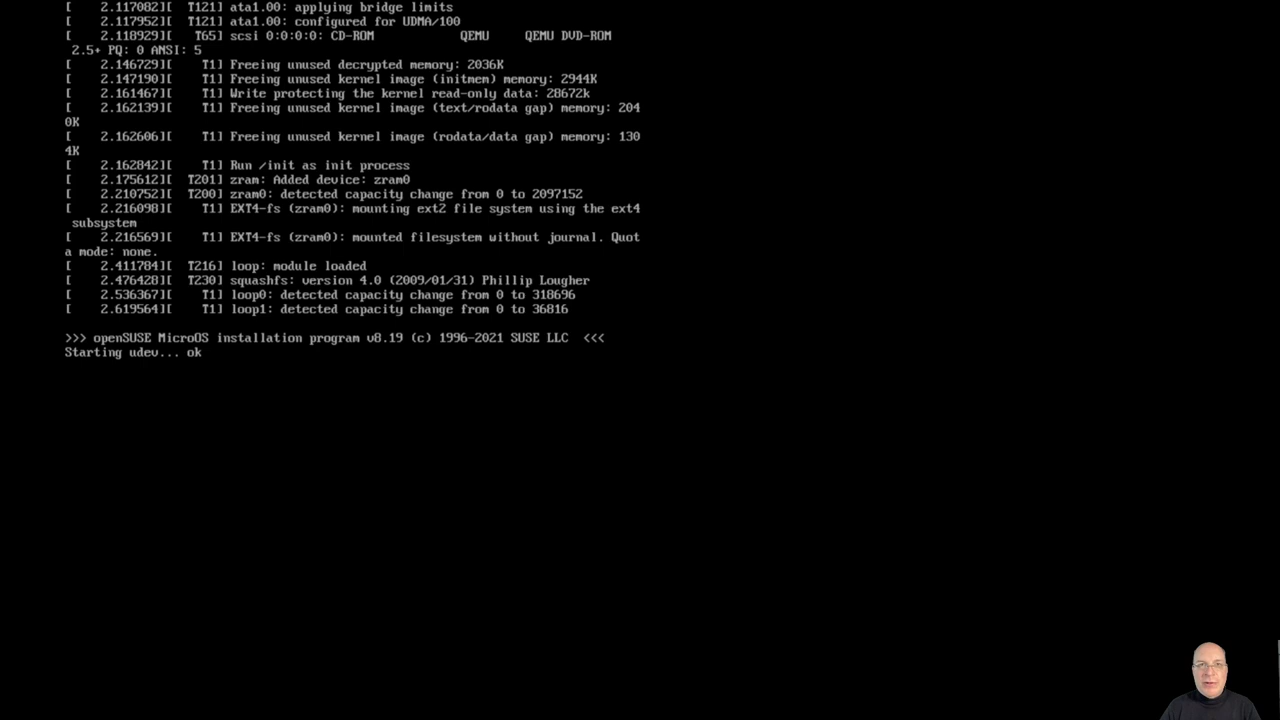 [    2.117082][  T121] ata1.00: applying bridge limits
[    2.117952][  T121] ata1.00: configured for UDMA/100
[    2.118929][   T65] scsi 0:0:0:0: CD-ROM            QEMU     QEMU DVD-ROM
 2.5+ PQ: 0 ANSI: 5
[    2.146729][    T1] Freeing unused decrypted memory: 2036K
[    2.147190][    T1] Freeing unused kernel image (initmem) memory: 2944K
[    2.161467][    T1] Write protecting the kernel read-only data: 28672k
[    2.162139][    T1] Freeing unused kernel image (text/rodata gap) memory: 204
0K
[    2.162606][    T1] Freeing unused kernel image (rodata/data gap) memory: 130
4K
[    2.162842][    T1] Run /init as init process
[    2.175612][  T201] zram: Added device: zram0
[    2.210752][  T200] zram0: detected capacity change from 0 to 2097152
[    2.216098][    T1] EXT4-fs (zram0): mounting ext2 file system using the ext4
 subsystem
[    2.216569][    T1] EXT4-fs (zram0): mounted filesystem without journal. Quot
a mode: none.
[    2.411784][  T216] loop: module loaded
[    2.476428][  T230] squashfs: version 4.0 (2009/01/31) Phillip Lougher
[    2.536367][    T1] loop0: detected capacity change from 0 to 318696
[    2.619564][    T1] loop1: detected capacity change from 0 to 36816
>>> openSUSE MicroOS installation program v8.19 (c) 1996-2021 SUSE LLC  <<<
Starting udev... ok